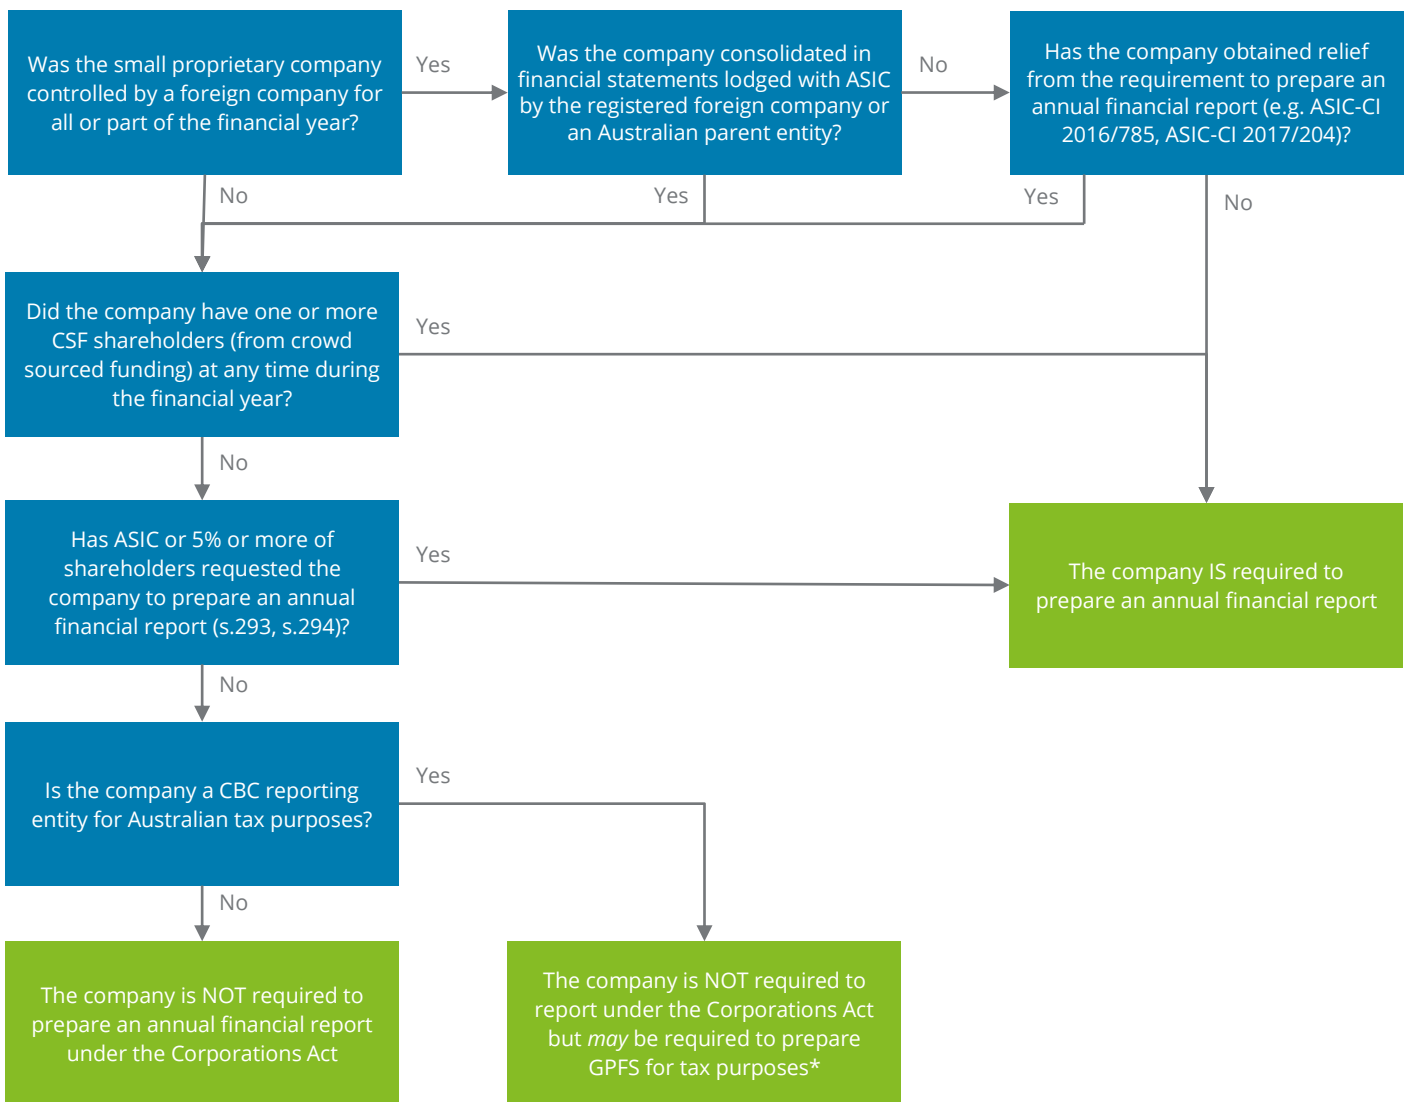 Was the small proprietary company
controlled by a foreign company for
all or part of the financial year?
Yes
Was the company consolidated in
financial statements lodged with ASIC
by the registered foreign company or
an Australian parent entity?
No
Has the company obtained relief
from the requirement to prepare an
annual financial report (e.g. ASIC-CI
2016/785, ASIC-CI 2017/204)?
No
Yes
Yes
No
Did the company have one or more
CSF shareholders (from crowd
sourced funding) at any time during
the financial year?
Yes
No
Has ASIC or 5% or more of
shareholders requested the
company to prepare an annual
financial report (s.293, s.294)?
Yes
The company IS required to
prepare an annual financial report
No
Is the company a CBC reporting
entity for Australian tax purposes?
Yes
No
The company is NOT required to
prepare an annual financial report
under the Corporations Act
The company is NOT required to
report under the Corporations Act
but may be required to prepare
GPFS for tax purposes*